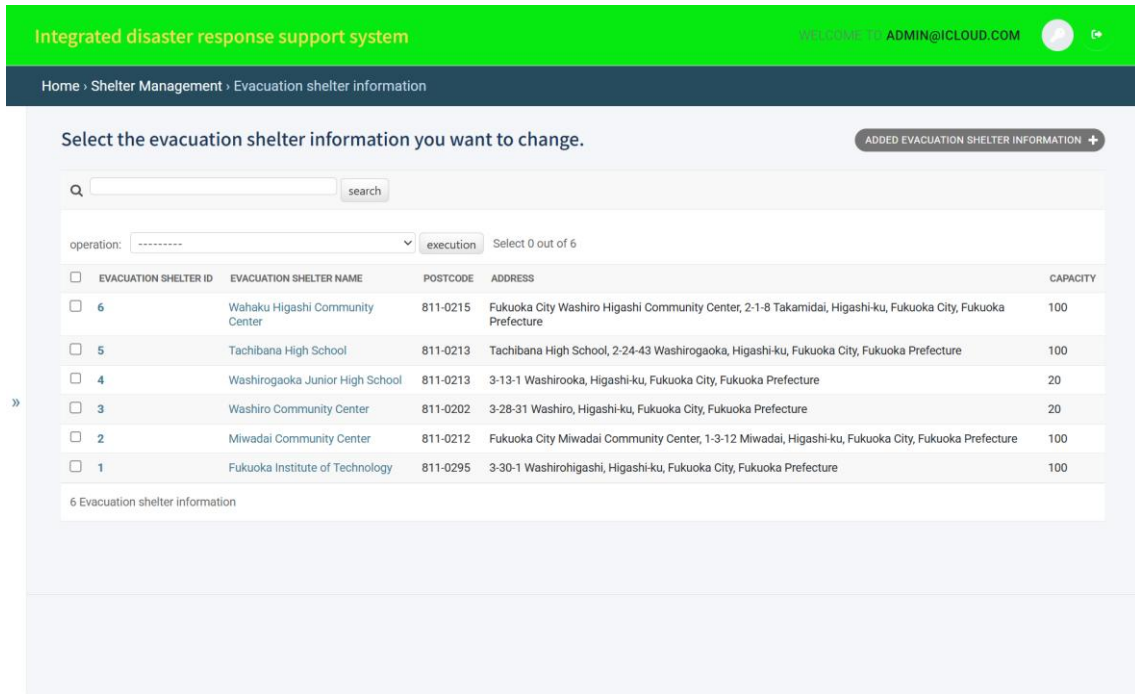 Integrated disaster response support system
WELCOME TO ADMIN@ICLOUD.COM
Home › Shelter Management › Evacuation shelter information
Select the evacuation shelter information you want to change.
ADDED EVACUATION SHELTER INFORMATION +
search
operation: --------- execution Select 0 out of 6
EVACUATION SHELTER ID EVACUATION SHELTER NAME POSTCODE ADDRESS CAPACITY
6 Wahaku Higashi Community Center 811-0215 Fukuoka City Washiro Higashi Community Center, 2-1-8 Takamidai, Higashi-ku, Fukuoka City, Fukuoka Prefecture 100
5 Tachibana High School 811-0213 Tachibana High School, 2-24-43 Washirogaoka, Higashi-ku, Fukuoka City, Fukuoka Prefecture 100
4 Washirogaoka Junior High School 811-0213 3-13-1 Washirooka, Higashi-ku, Fukuoka City, Fukuoka Prefecture 20
3 Washiro Community Center 811-0202 3-28-31 Washiro, Higashi-ku, Fukuoka City, Fukuoka Prefecture 20
2 Miwadai Community Center 811-0212 Fukuoka City Miwadai Community Center, 1-3-12 Miwadai, Higashi-ku, Fukuoka City, Fukuoka Prefecture 100
1 Fukuoka Institute of Technology 811-0295 3-30-1 Washirohigashi, Higashi-ku, Fukuoka City, Fukuoka Prefecture 100
6 Evacuation shelter information
»